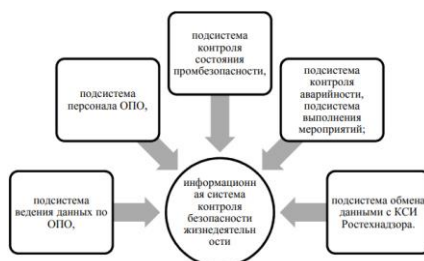 подсистема
контроля
состояния
промбезопасности,
подсистема
персонала ОПО,
подсистема
контроля
аварийности,
подсистема
выполнения
мероприятий;
подсистема
ведения данных по
ОПО,
информационн
ая система
контроля
безопасности
жизнедеятельн
ости
подсистема обмена
данными с КСИ
Ростехнадзора.